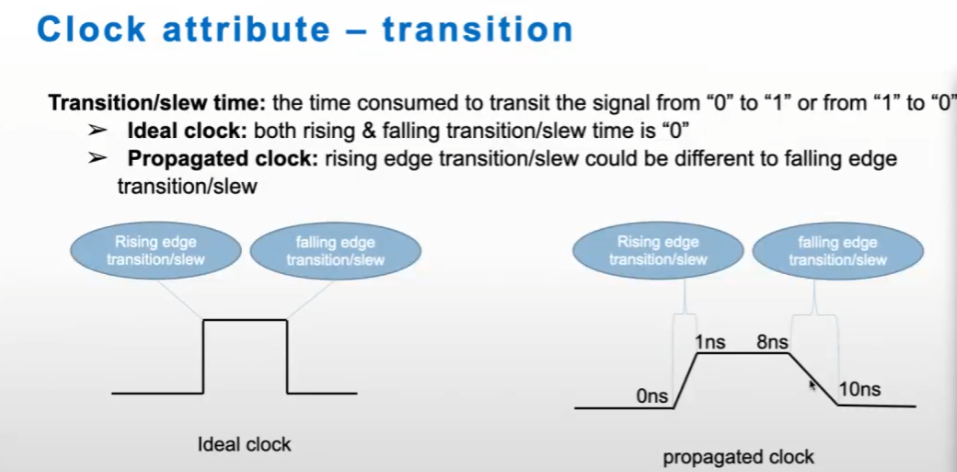 Clock attribute – transition
Transition/slew time: the time consumed to transit the signal from “0” to “1” or from “1” to “0”
➢ Ideal clock: both rising & falling transition/slew time is “0”
➢ Propagated clock: rising edge transition/slew could be different to falling edge
transition/slew
Rising edge
transition/slew
falling edge
transition/slew
Rising edge
transition/slew
falling edge
transition/slew
1ns
8ns
0ns
10ns
Ideal clock
propagated clock